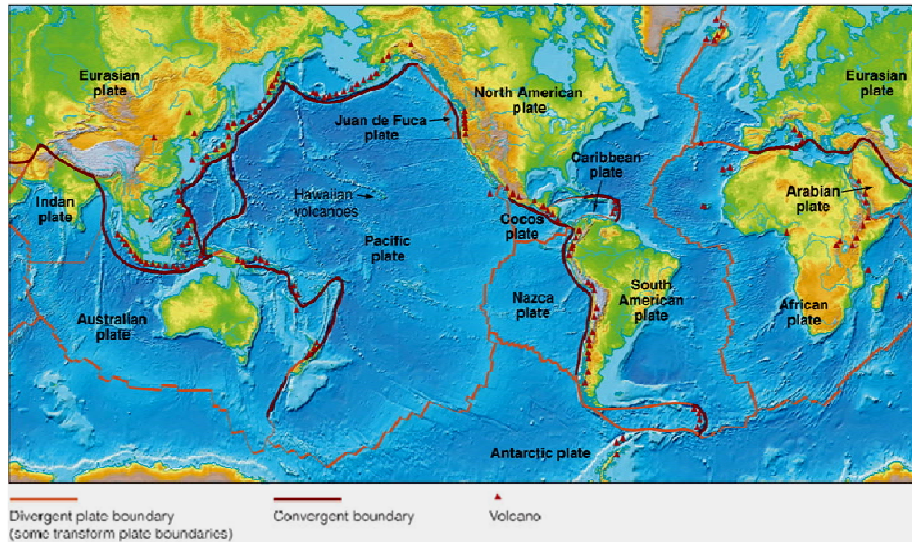 Eurasian
plate
North American
plate
Eurasian
plate
Juan de Fuca
plate
Caribbean
plate
Indan
plate
Hawaiian
volcanoes
Arabian
plate
Cocos
plate
Pacific
plate
Nazca
plate
South
American
plate
African
plate
Australian
plate
Antarctic plate
Divergent plate boundary
(some transform plate boundaries)
Convergent boundary
Volcano